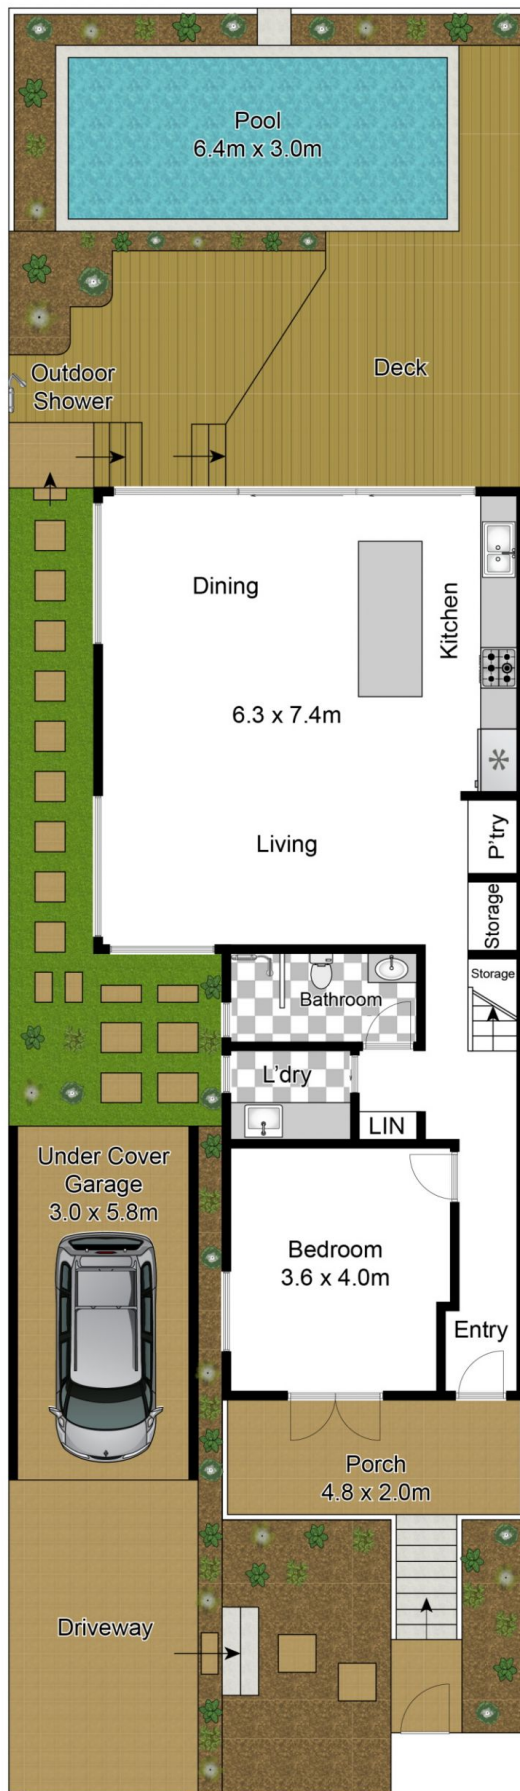 Pool
6.4m x 3.0m
Deck
Outdoor
Shower
Dining
Kitchen
6.3 x 7.4m
P'try
Living
Storage
Storage
Bathroom
L'dry
LIN
Under Cover
Garage
3.0 x 5.8m
Bedroom
3.6 x 4.0m
Entry
Porch
4.8 x 2.0m
Driveway